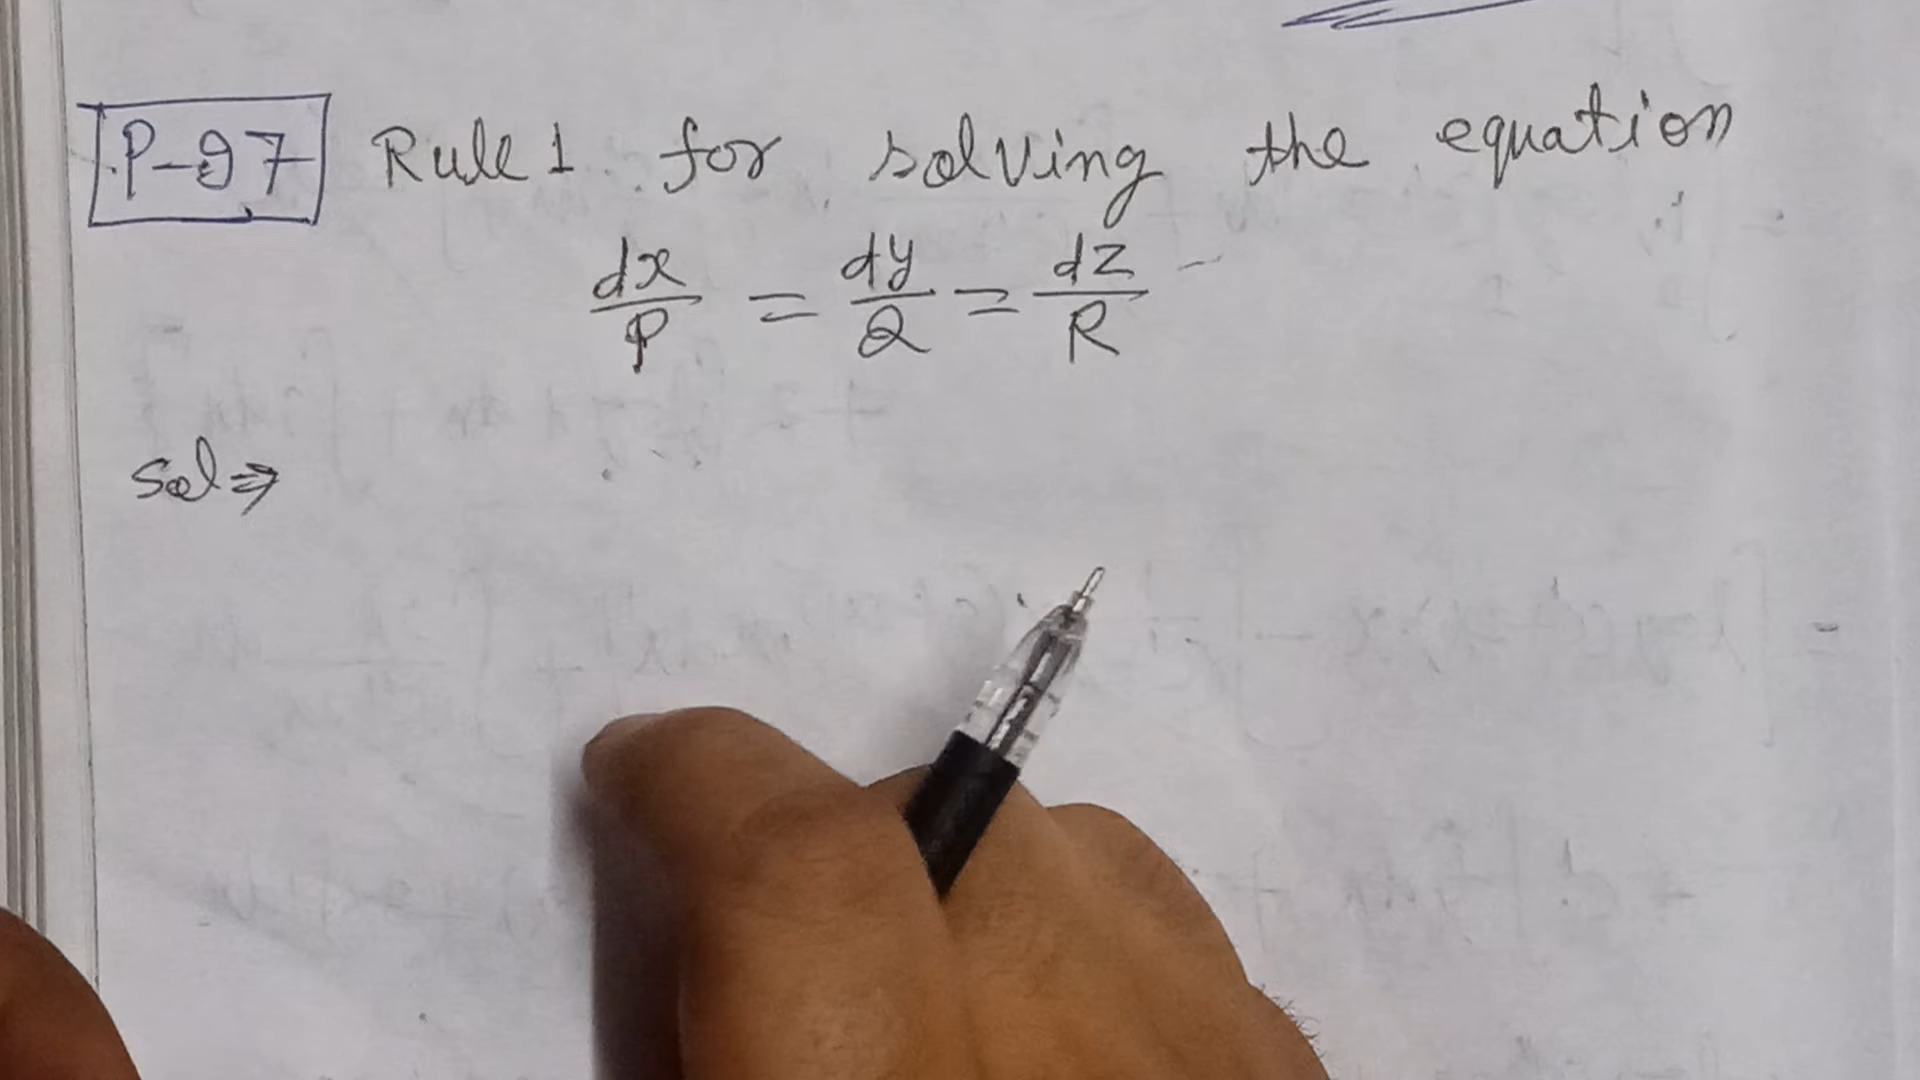 P-97 Rule 1 for solving the equation
dx/P = dy/Q = dz/R
Sol⇒